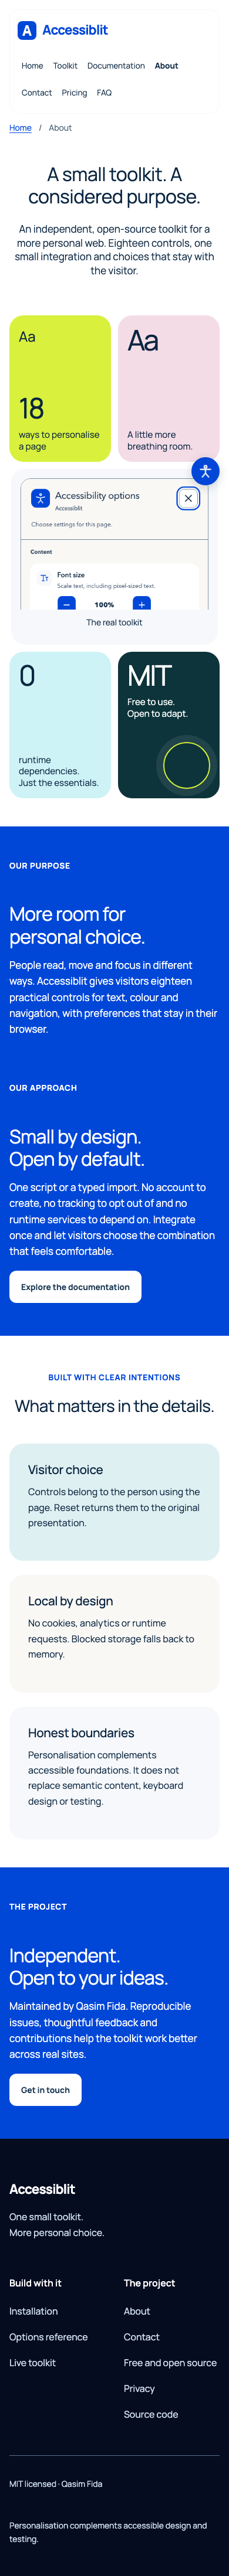 Accessiblit
Home Toolkit Documentation About
Contact Pricing FAQ
Home / About
A small toolkit. A
considered purpose.
An independent, open-source toolkit for a
more personal web. Eighteen controls, one
small integration and choices that stay with
the visitor.
Aa
18
ways to personalise
a page
Aa
A little more
breathing room.
Accessibility options
Accessiblit
Choose settings for this page.
Content
Font size
Scale text, including pixel-sized text.
− 100% +
The real toolkit
0
runtime
dependencies.
Just the essentials.
MIT
Free to use.
Open to adapt.
OUR PURPOSE
More room for
personal choice.
People read, move and focus in different
ways. Accessiblit gives visitors eighteen
practical controls for text, colour and
navigation, with preferences that stay in their
browser.
OUR APPROACH
Small by design.
Open by default.
One script or a typed import. No account to
create, no tracking to opt out of and no
runtime services to depend on. Integrate
once and let visitors choose the combination
that feels comfortable.
Explore the documentation
BUILT WITH CLEAR INTENTIONS
What matters in the details.
Visitor choice
Controls belong to the person using the
page. Reset returns them to the original
presentation.
Local by design
No cookies, analytics or runtime
requests. Blocked storage falls back to
memory.
Honest boundaries
Personalisation complements
accessible foundations. It does not
replace semantic content, keyboard
design or testing.
THE PROJECT
Independent.
Open to your ideas.
Maintained by Qasim Fida. Reproducible
issues, thoughtful feedback and
contributions help the toolkit work better
across real sites.
Get in touch
Accessiblit
One small toolkit.
More personal choice.
Build with it
Installation
Options reference
Live toolkit
The project
About
Contact
Free and open source
Privacy
Source code
MIT licensed · Qasim Fida
Personalisation complements accessible design and
testing.